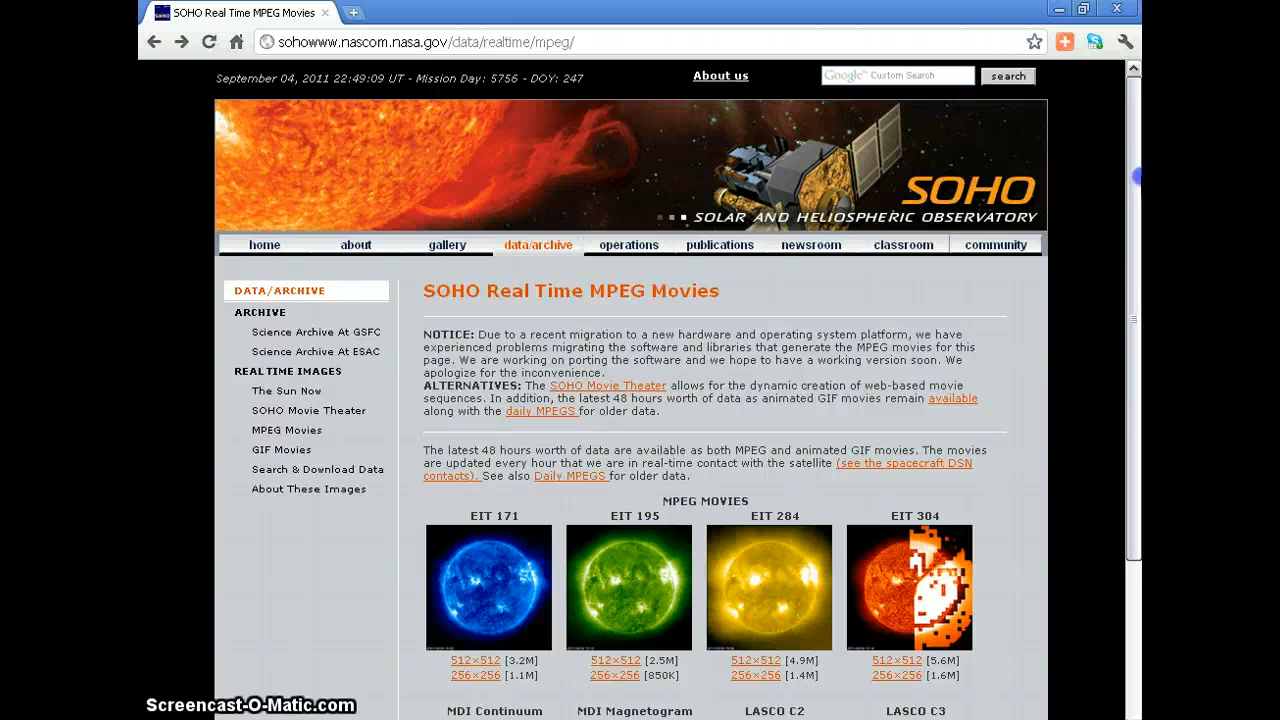 SOHO Real Time MPEG Movies
sohowww.nascom.nasa.gov/data/realtime/mpeg/
September 04, 2011 22:49:09 UT - Mission Day: 5756 - DOY: 247
About us
Google Custom Search
search
SOHO
SOLAR AND HELIOSPHERIC OBSERVATORY
home about gallery data/archive operations publications newsroom classroom community
DATA/ARCHIVE
ARCHIVE
Science Archive At GSFC
Science Archive At ESAC
REALTIME IMAGES
The Sun Now
SOHO Movie Theater
MPEG Movies
GIF Movies
Search & Download Data
About These Images
SOHO Real Time MPEG Movies
NOTICE: Due to a recent migration to a new hardware and operating system platform, we have
experienced problems migrating the software and libraries that generate the MPEG movies for this
page. We are working on porting the software and we hope to have a working version soon. We
apologize for the inconvenience.
ALTERNATIVES: The SOHO Movie Theater allows for the dynamic creation of web-based movie
sequences. In addition, the latest 48 hours worth of data as animated GIF movies remain available
along with the daily MPEGS for older data.
The latest 48 hours worth of data are available as both MPEG and animated GIF movies. The movies
are updated every hour that we are in real-time contact with the satellite (see the spacecraft DSN
contacts). See also Daily MPEGS for older data.
MPEG MOVIES
EIT 171 EIT 195 EIT 284 EIT 304
512×512 [3.2M] 512×512 [2.5M] 512×512 [4.9M] 512×512 [5.6M]
256×256 [1.1M] 256×256 [850K] 256×256 [1.4M] 256×256 [1.6M]
MDI Continuum MDI Magnetogram LASCO C2 LASCO C3
Screencast-O-Matic.com